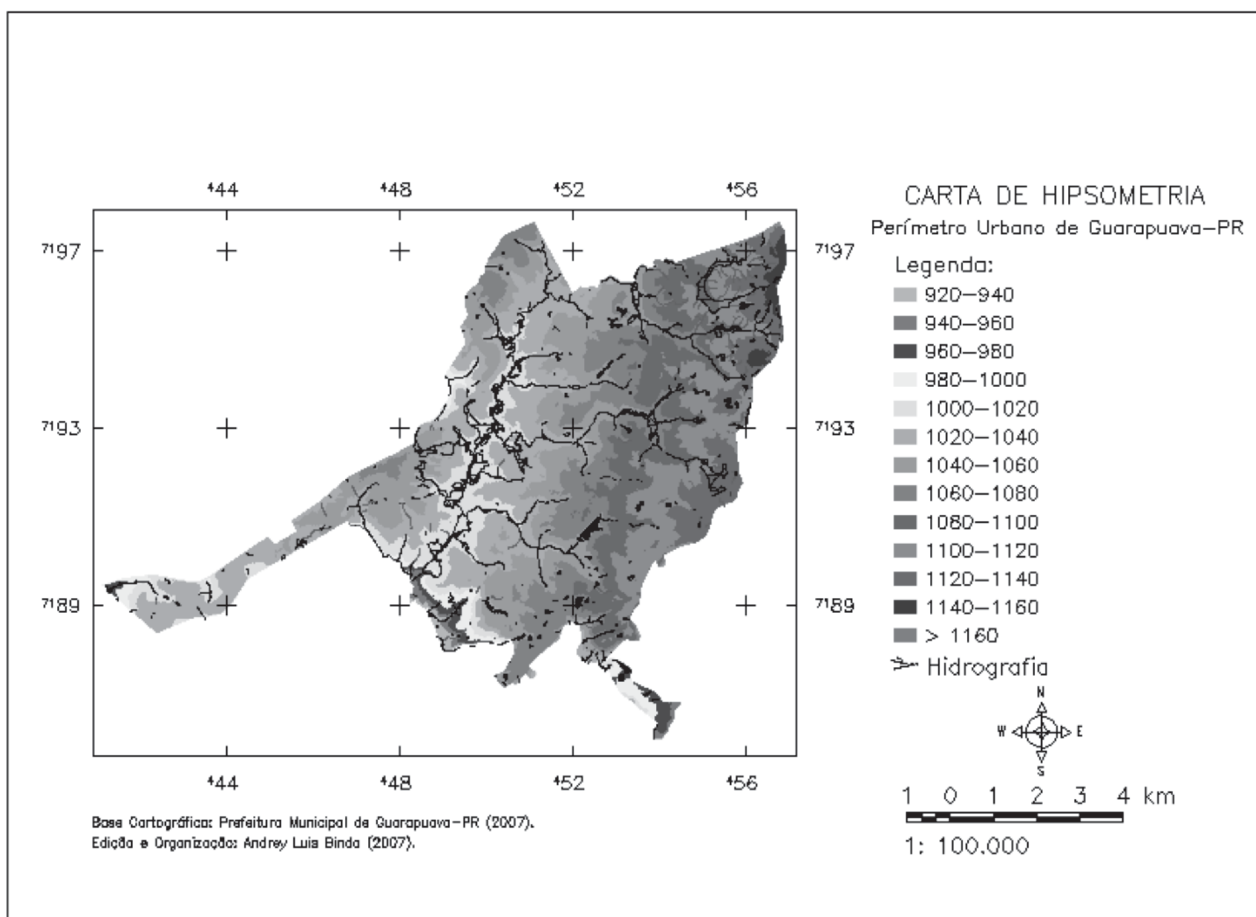 ⁴44 ⁴48 ⁴52 ⁴56
CARTA DE HIPSOMETRIA
Perímetro Urbano de Guarapuava-PR
7197 7197
7193 7193
7189 7189
⁴44 ⁴48 ⁴52 ⁴56
Legenda:
920-940
940-960
960-980
980-1000
1000-1020
1020-1040
1040-1060
1060-1080
1080-1100
1100-1120
1120-1140
1140-1160
> 1160
Hidrografia
N
W E
S
1 0 1 2 3 4 km
1: 100.000
Base Cartográfica: Prefeitura Municipal de Guarapuava-PR (2007).
Edição e Organização: Andrey Luis Binda (2007).